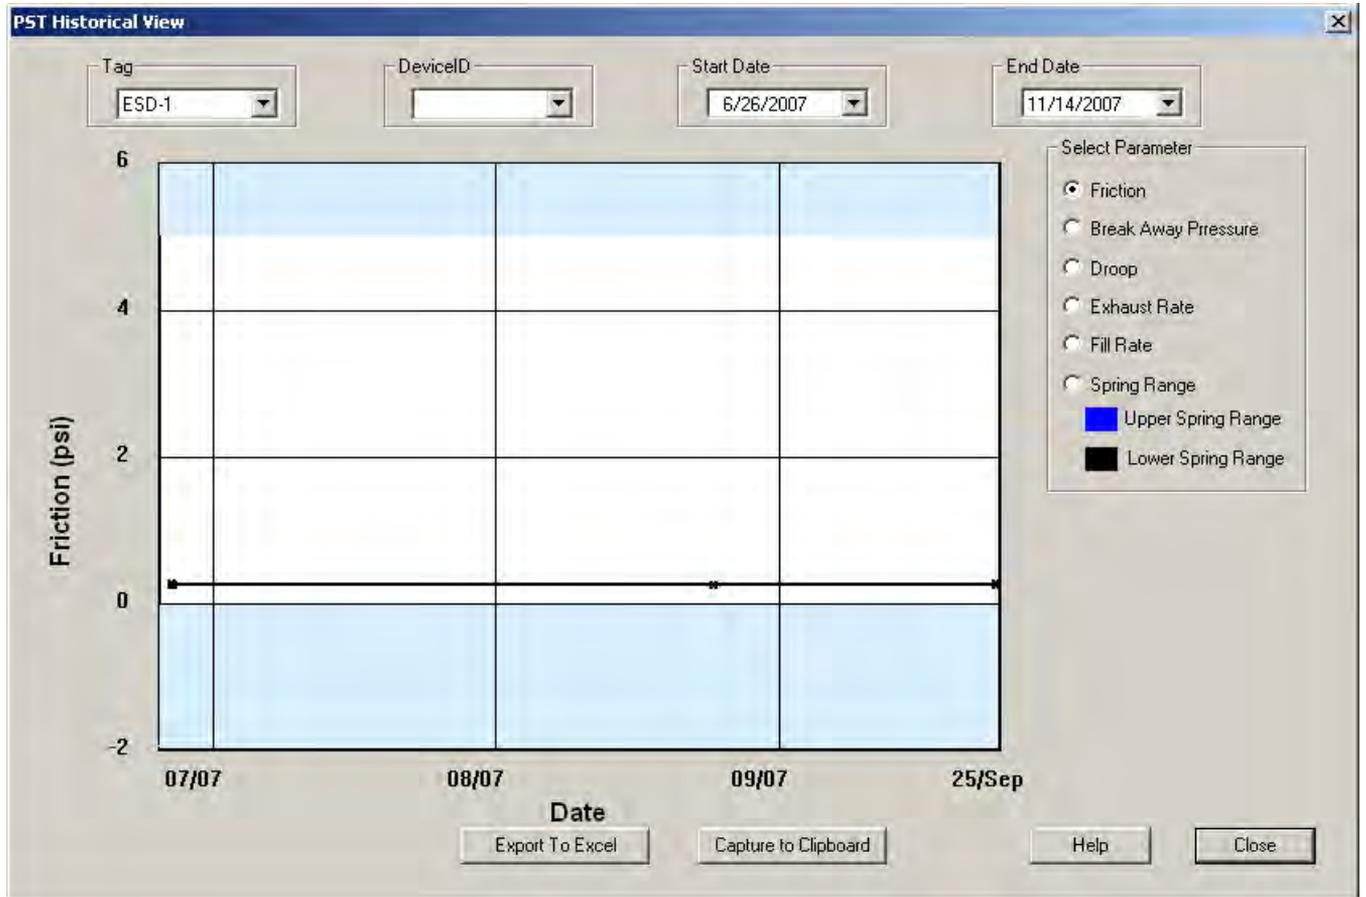 PST Historical View
Tag
DeviceID
Start Date
End Date
ESD-1
6/26/2007
11/14/2007
Select Parameter
Friction
Break Away Prressure
Droop
Exhaust Rate
Fill Rate
Spring Range
Upper Spring Range
Lower Spring Range
6
4
2
0
-2
Friction (psi)
07/07
08/07
09/07
25/Sep
Date
Export To Excel
Capture to Clipboard
Help
Close